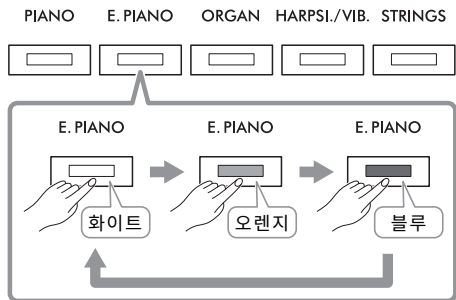 PIANO E. PIANO ORGAN HARPSI./VIB. STRINGS
E. PIANO E. PIANO E. PIANO
화이트 오렌지 블루